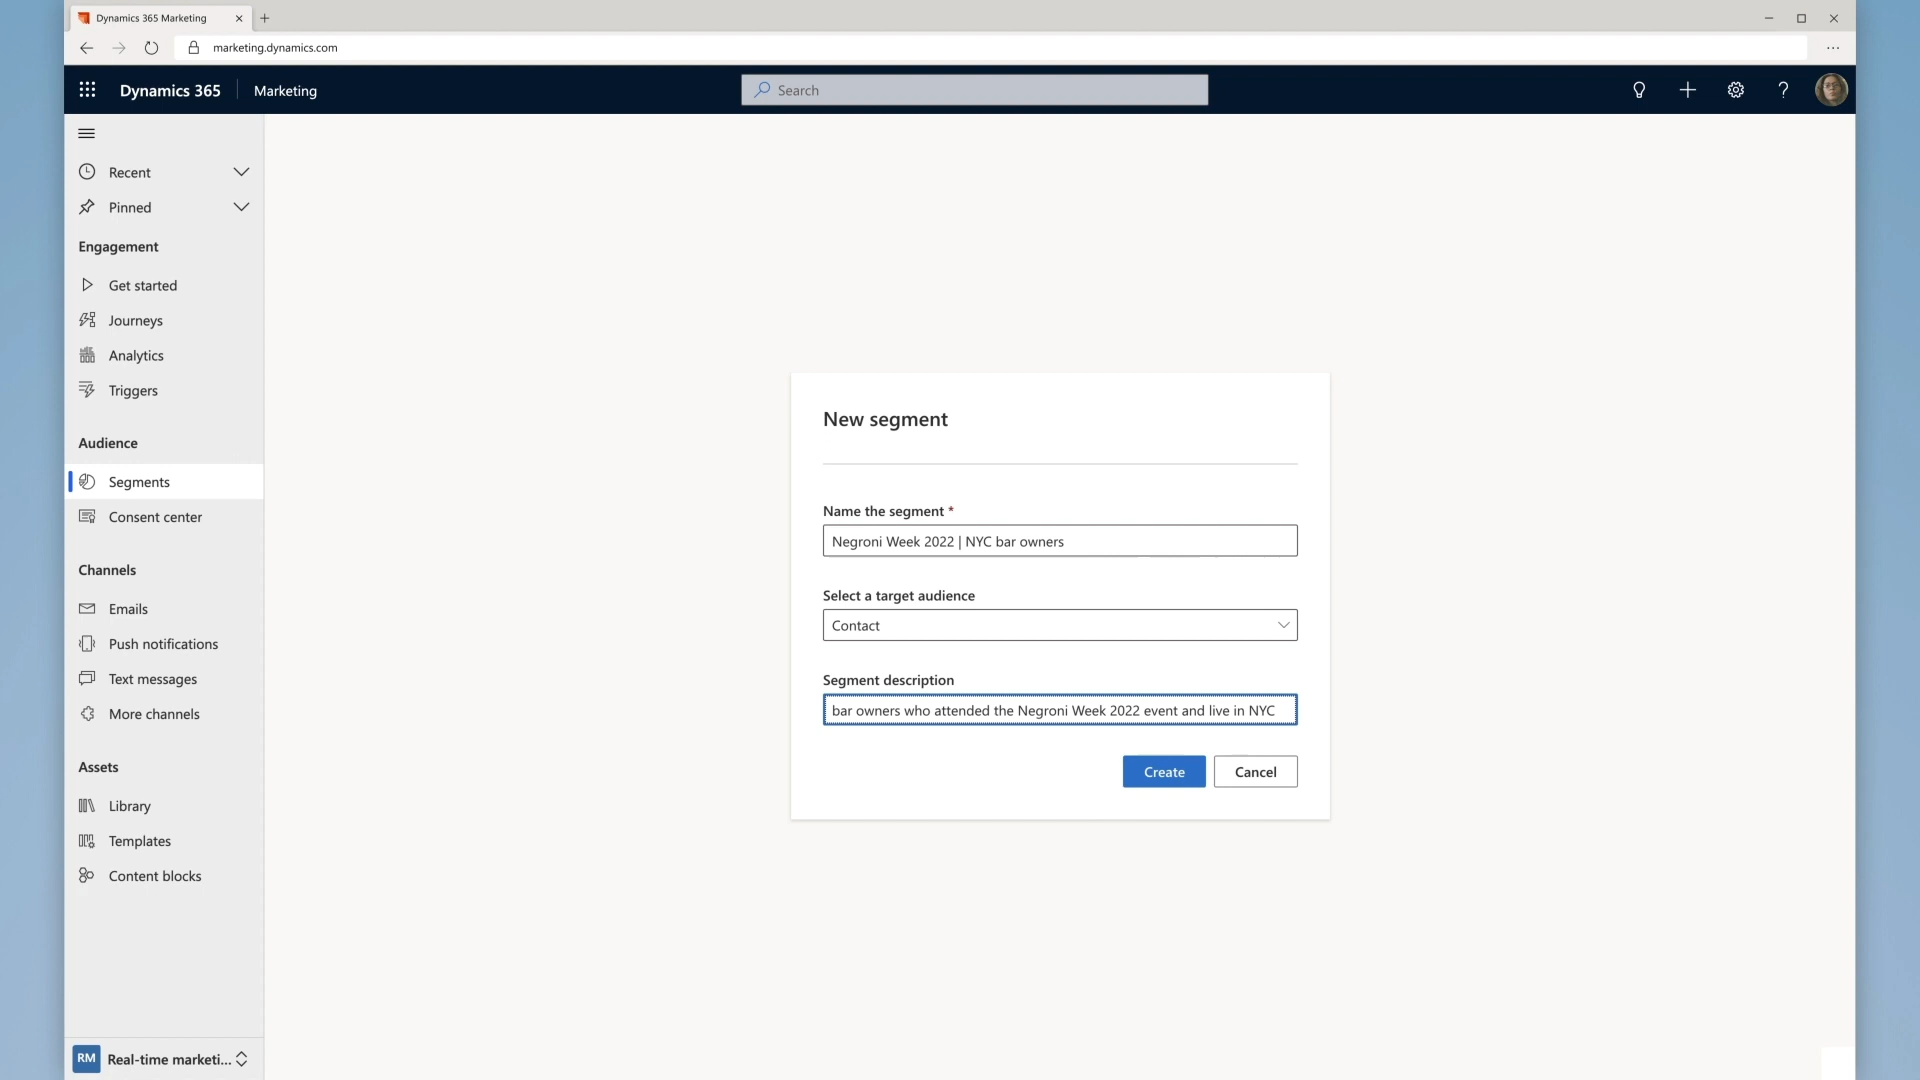 Dynamics 365 Marketing
marketing.dynamics.com
Dynamics 365
Marketing
Search
Recent
Pinned
Engagement
Get started
Journeys
Analytics
Triggers
Audience
Segments
Consent center
Channels
Emails
Push notifications
Text messages
More channels
Assets
Library
Templates
Content blocks
RM Real-time marketi...
New segment
Name the segment *
Negroni Week 2022 | NYC bar owners
Select a target audience
Contact
Segment description
bar owners who attended the Negroni Week 2022 event and live in NYC
Create
Cancel